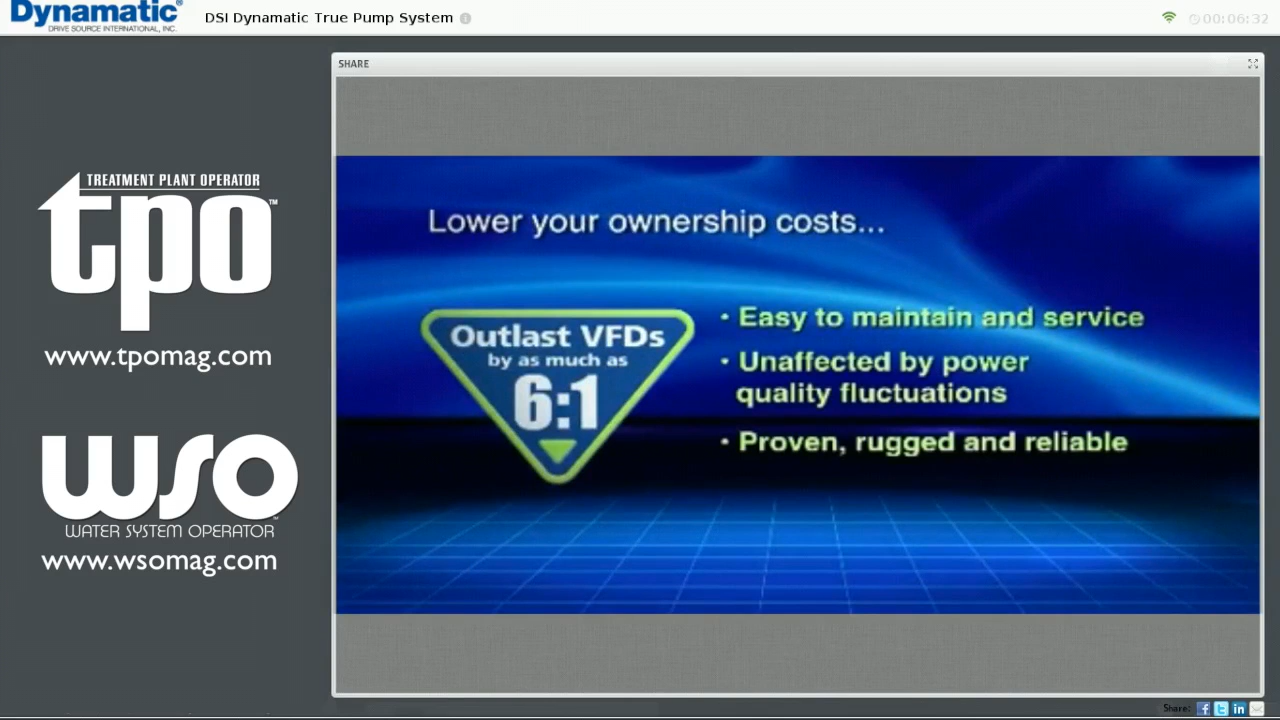 Dynamatic®
DRIVE SOURCE INTERNATIONAL, INC.
DSI Dynamatic True Pump System
00:06:32
SHARE
TREATMENT PLANT OPERATOR
tpo™
www.tpomag.com
wso
WATER SYSTEM OPERATOR
www.wsomag.com
Lower your ownership costs...
Outlast VFDs
by as much as
6:1
• Easy to maintain and service
• Unaffected by power
quality fluctuations
• Proven, rugged and reliable
Share: